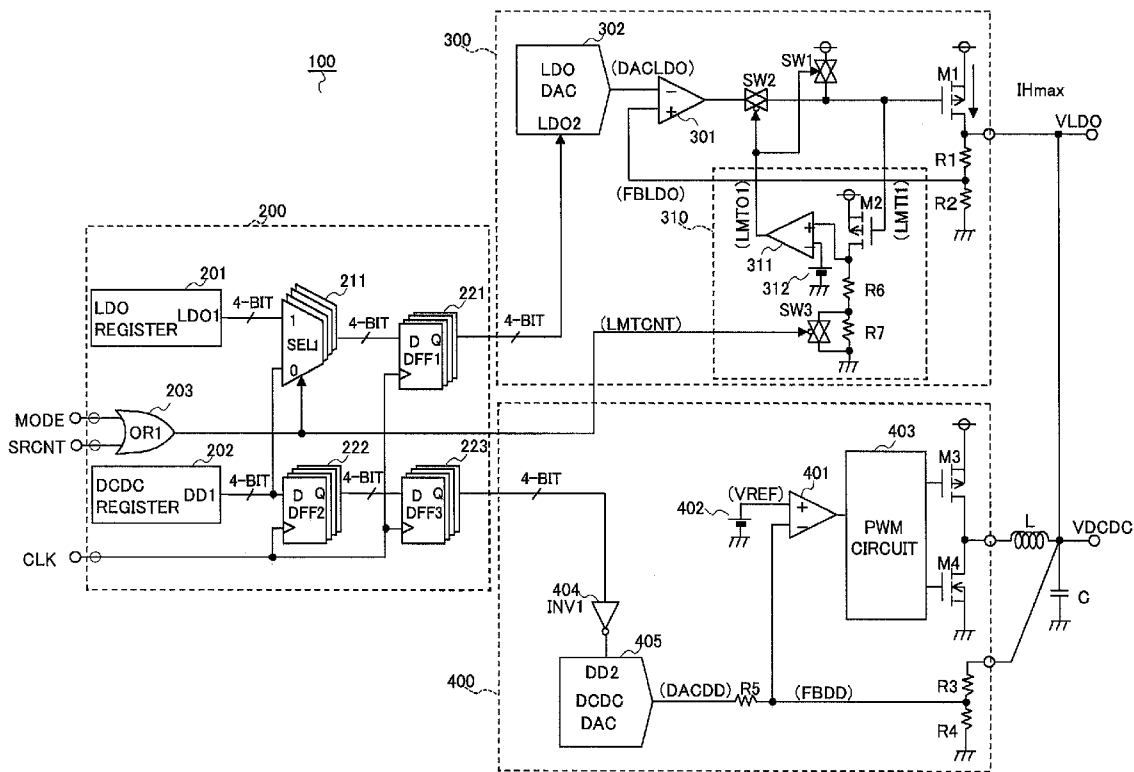 100
300
302
LDO
DAC
LDO2
(DACLDO)
−
+
301
SW2
SW1
M1
IHmax
VLDO
R1
R2
(FBLDO)
310
(LMTO1)
M2
(LMTI1)
+
−
311
312
R6
SW3
R7
200
201
LDO
REGISTER
LDO1
4-BIT
211
1
SEL1
0
4-BIT
221
D
Q
DFF1
4-BIT
(LMTCNT)
MODE
SRCNT
203
OR1
202
DCDC
REGISTER
DD1
4-BIT
222
D
Q
DFF2
4-BIT
223
D
Q
DFF3
4-BIT
CLK
400
401
402
(VREF)
+
−
403
PWM
CIRCUIT
M3
M4
L
VDCDC
C
404
INV1
405
DD2
DCDC
DAC
(DACDD)
R5
(FBDD)
R3
R4